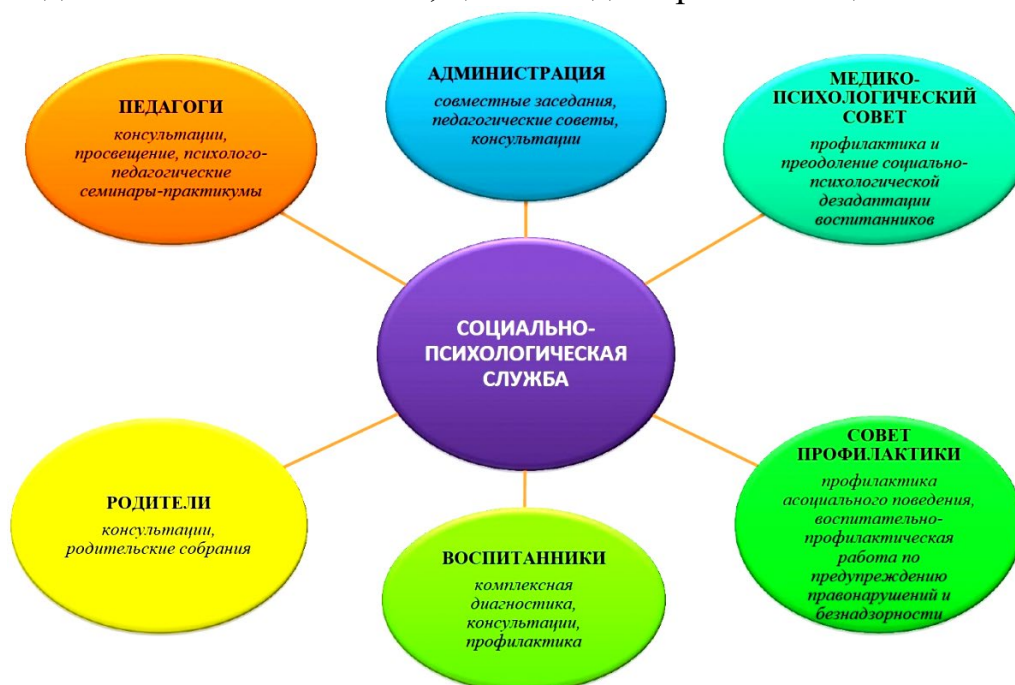 ПЕДАГОГИ
консультации,
просвещение, психолого-
педагогические
семинары-практикумы
АДМИНИСТРАЦИЯ
совместные заседания,
педагогические советы,
консультации
МЕДИКО-
ПСИХОЛОГИЧЕСКИЙ
СОВЕТ
профилактика и
преодоление социально-
психологической
дезадаптации
воспитанников
СОЦИАЛЬНО-
ПСИХОЛОГИЧЕСКАЯ
СЛУЖБА
РОДИТЕЛИ
консультации,
родительские собрания
ВОСПИТАННИКИ
комплексная
диагностика,
консультации,
профилактика
СОВЕТ
ПРОФИЛАКТИКИ
профилактика
асоциального поведения,
воспитательно-
профилактическая
работа по
предупреждению
правонарушений и
безнадзорности